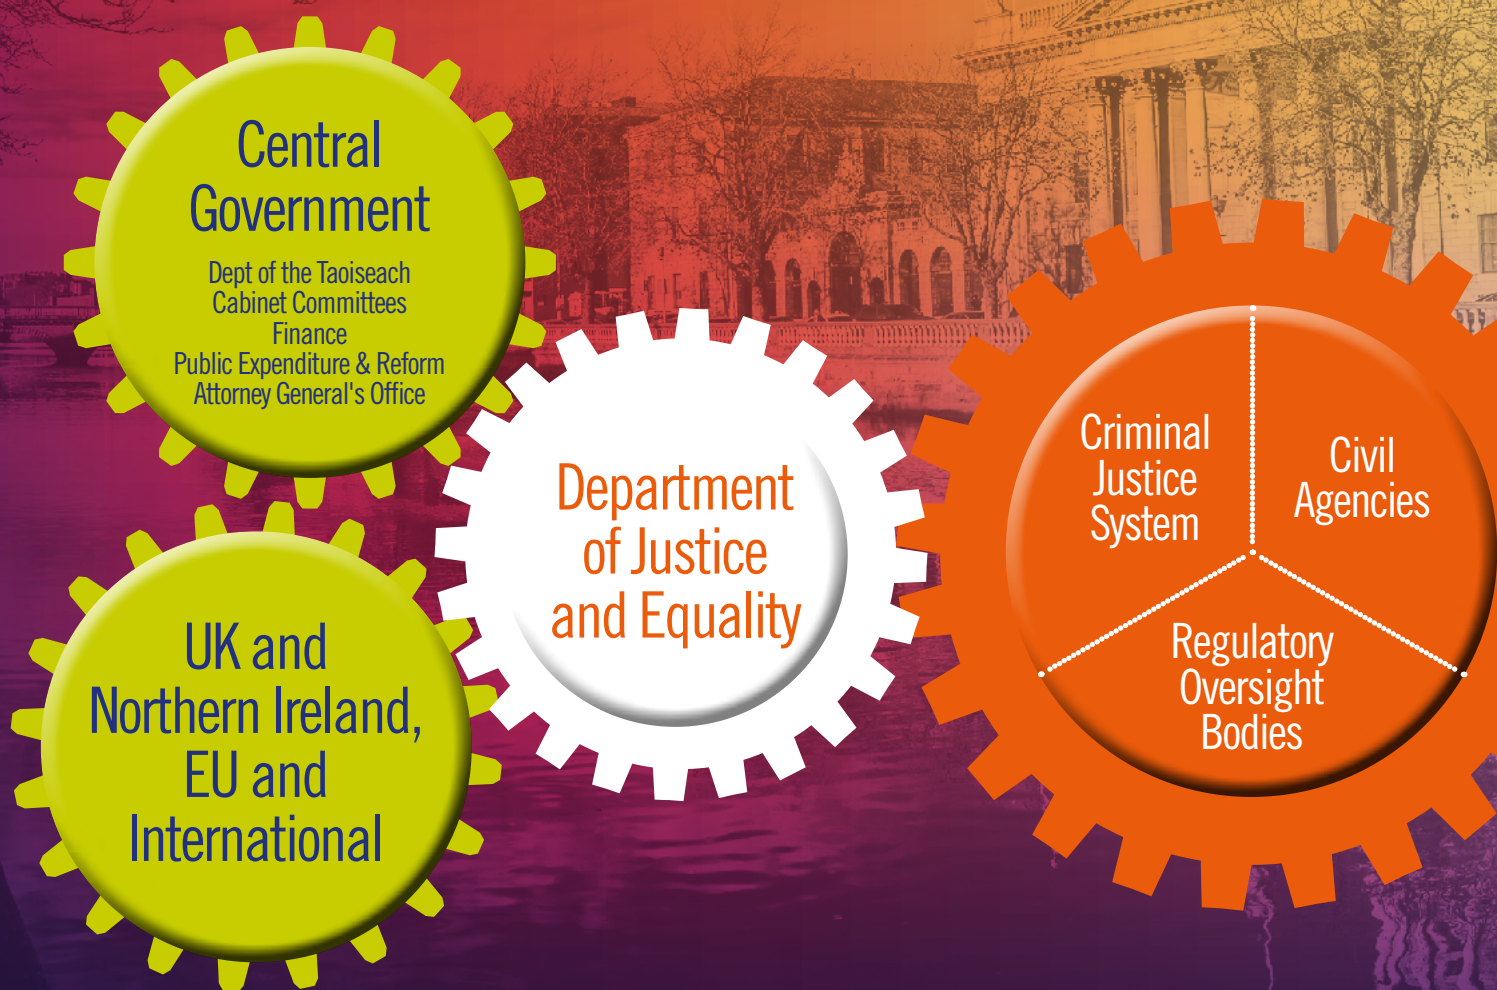 Central
Government
Dept of the Taoiseach
Cabinet Committees
Finance
Public Expenditure & Reform
Attorney General's Office
UK and
Northern Ireland,
EU and
International
Department
of Justice
and Equality
Criminal
Justice
System
Civil
Agencies
Regulatory
Oversight
Bodies